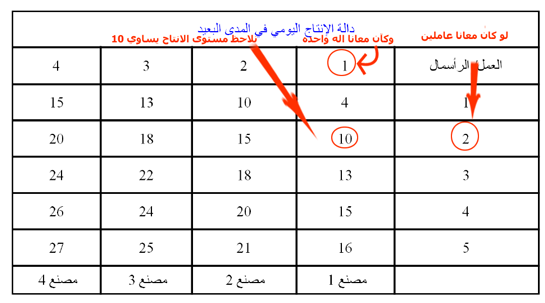 دالة الإنتاج اليومي في المدى البعيد
لو كان معانا عاملين
وكان معانا اله واحده
يلاحظ مستوى الانتاج يساوي 10
العمل الرأسمال 1 2 3 4
1 4 10 13 15
2 10 15 18 20
3 13 18 22 24
4 15 20 24 26
5 16 21 25 27
مصنع 1 مصنع 2 مصنع 3 مصنع 4